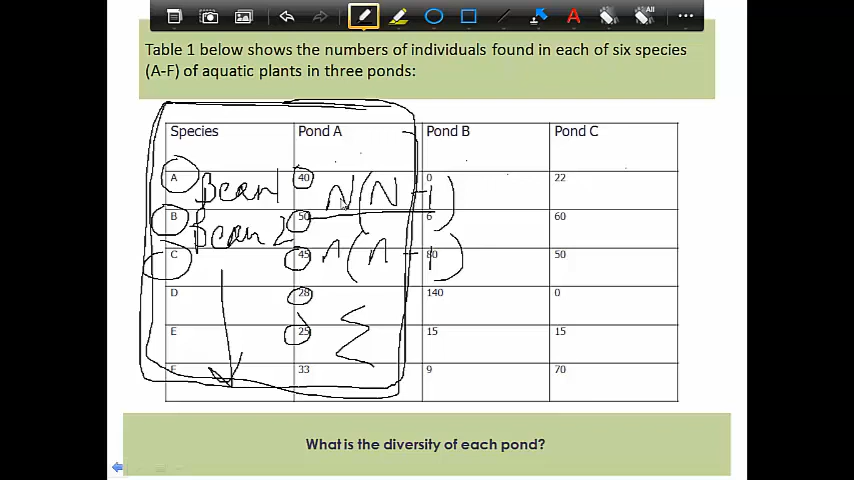 All
A
Table 1 below shows the numbers of individuals found in each of six species
(A-F) of aquatic plants in three ponds:
Species Pond A Pond B Pond C
A Bean 1 40 N(N-1) 0 22
B Bean 2 50 6 60
C 45 n(n-1) 80 50
D 28 140 0
E 25 Σ 15 15
F 33 9 70
What is the diversity of each pond?